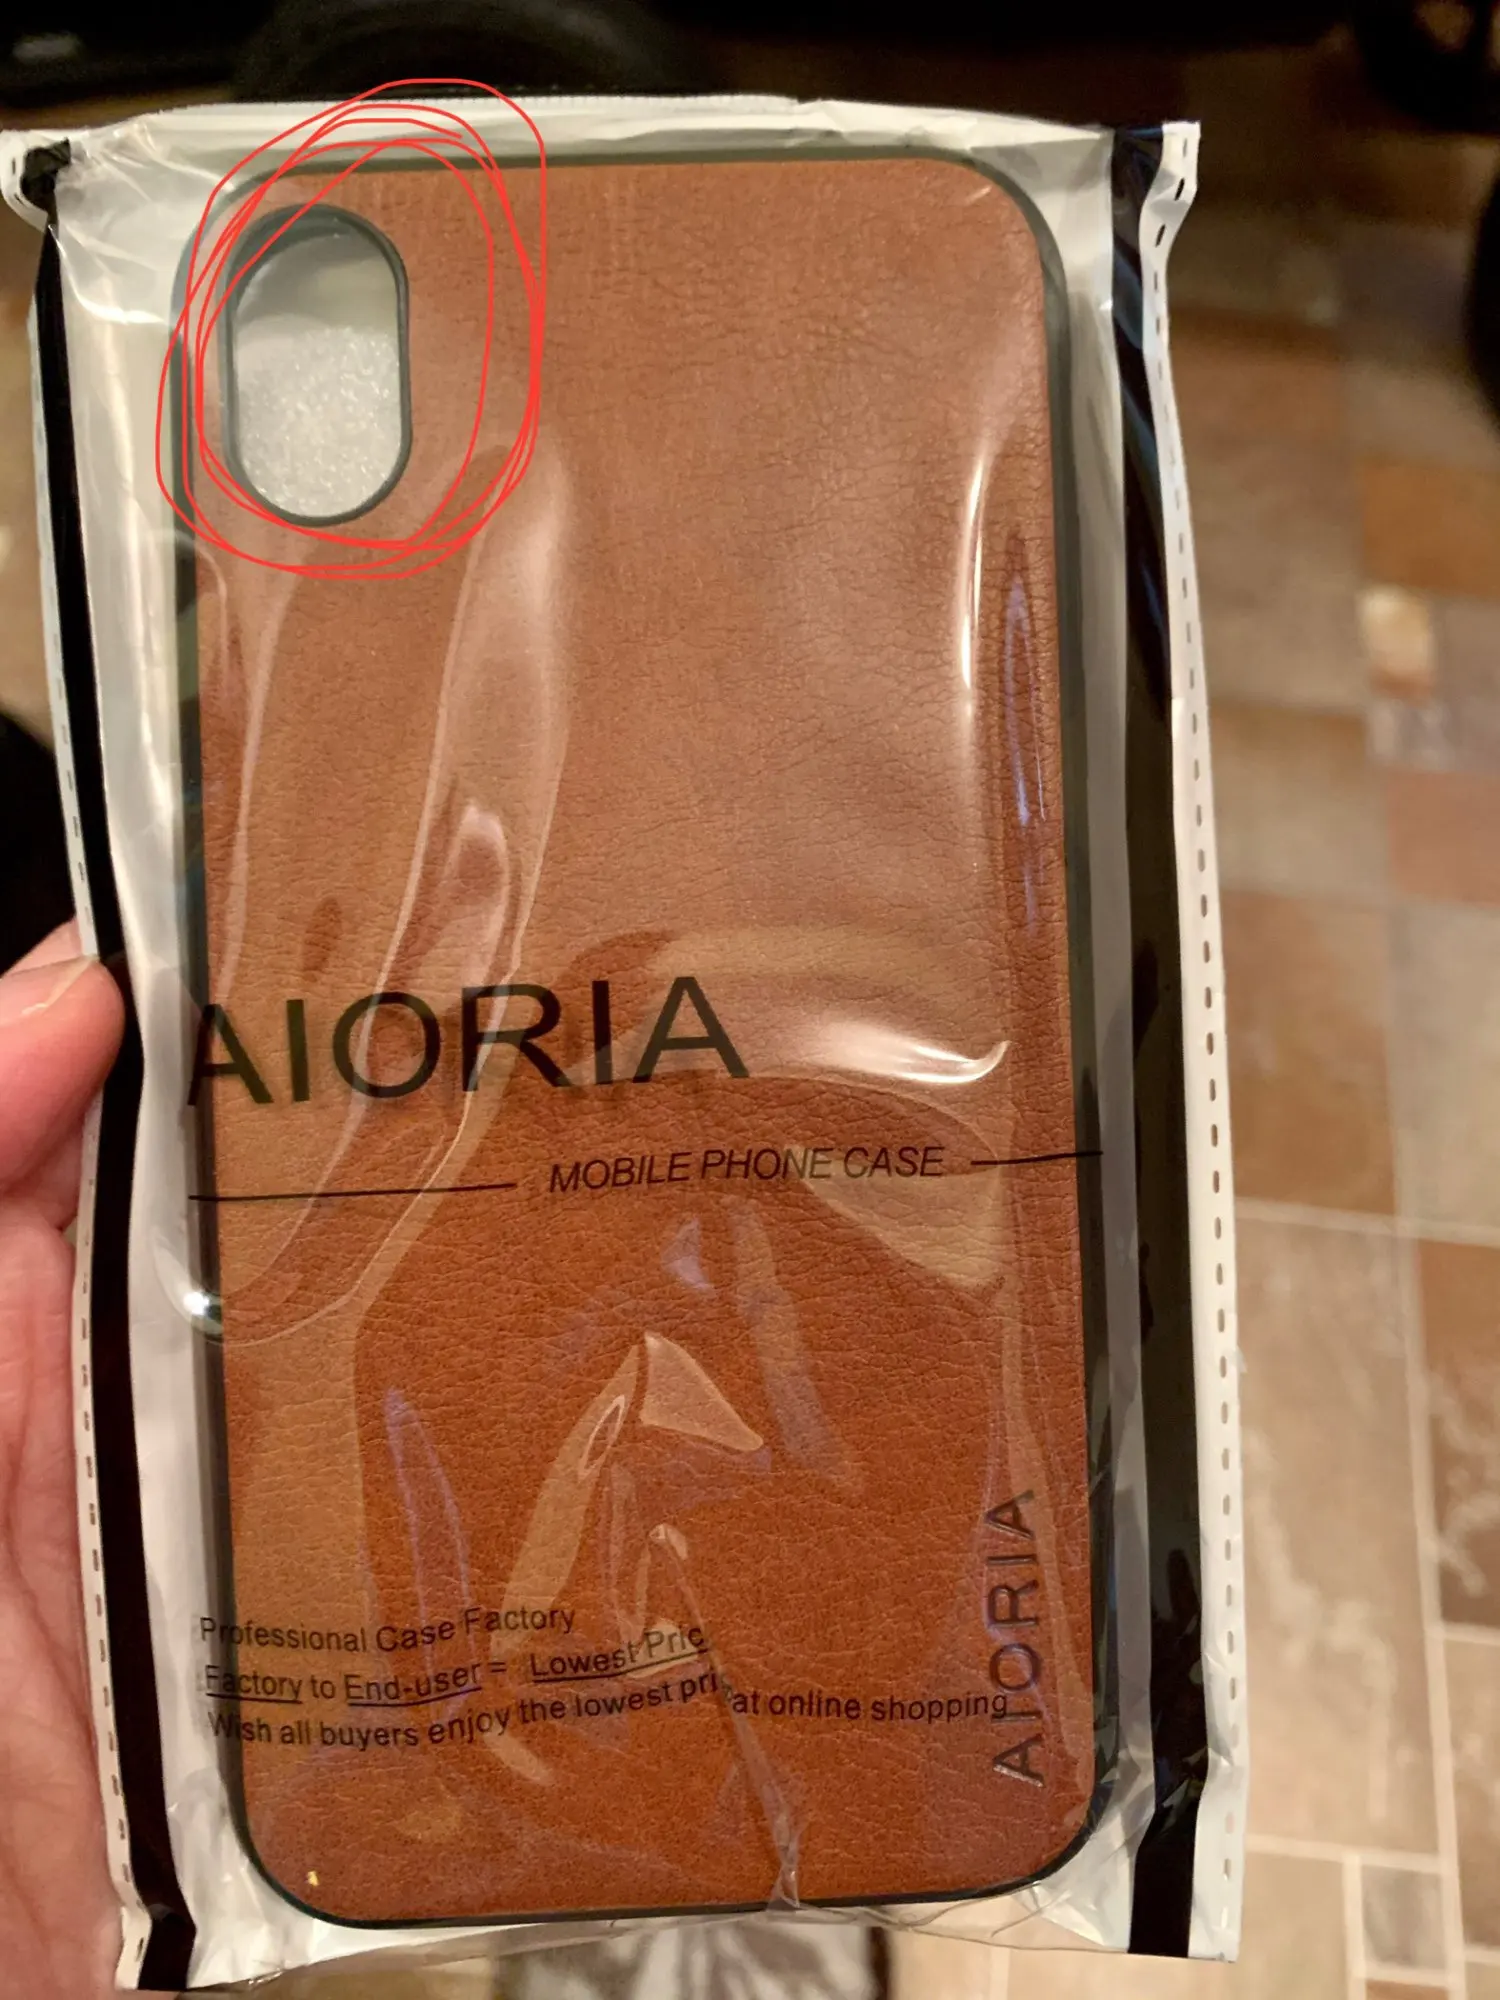 AIORIA
MOBILE PHONE CASE
Professional Case Factory
Factory to End-user = Lowest Pric
Wish all buyers enjoy the lowest pri at online shopping
AIORIA